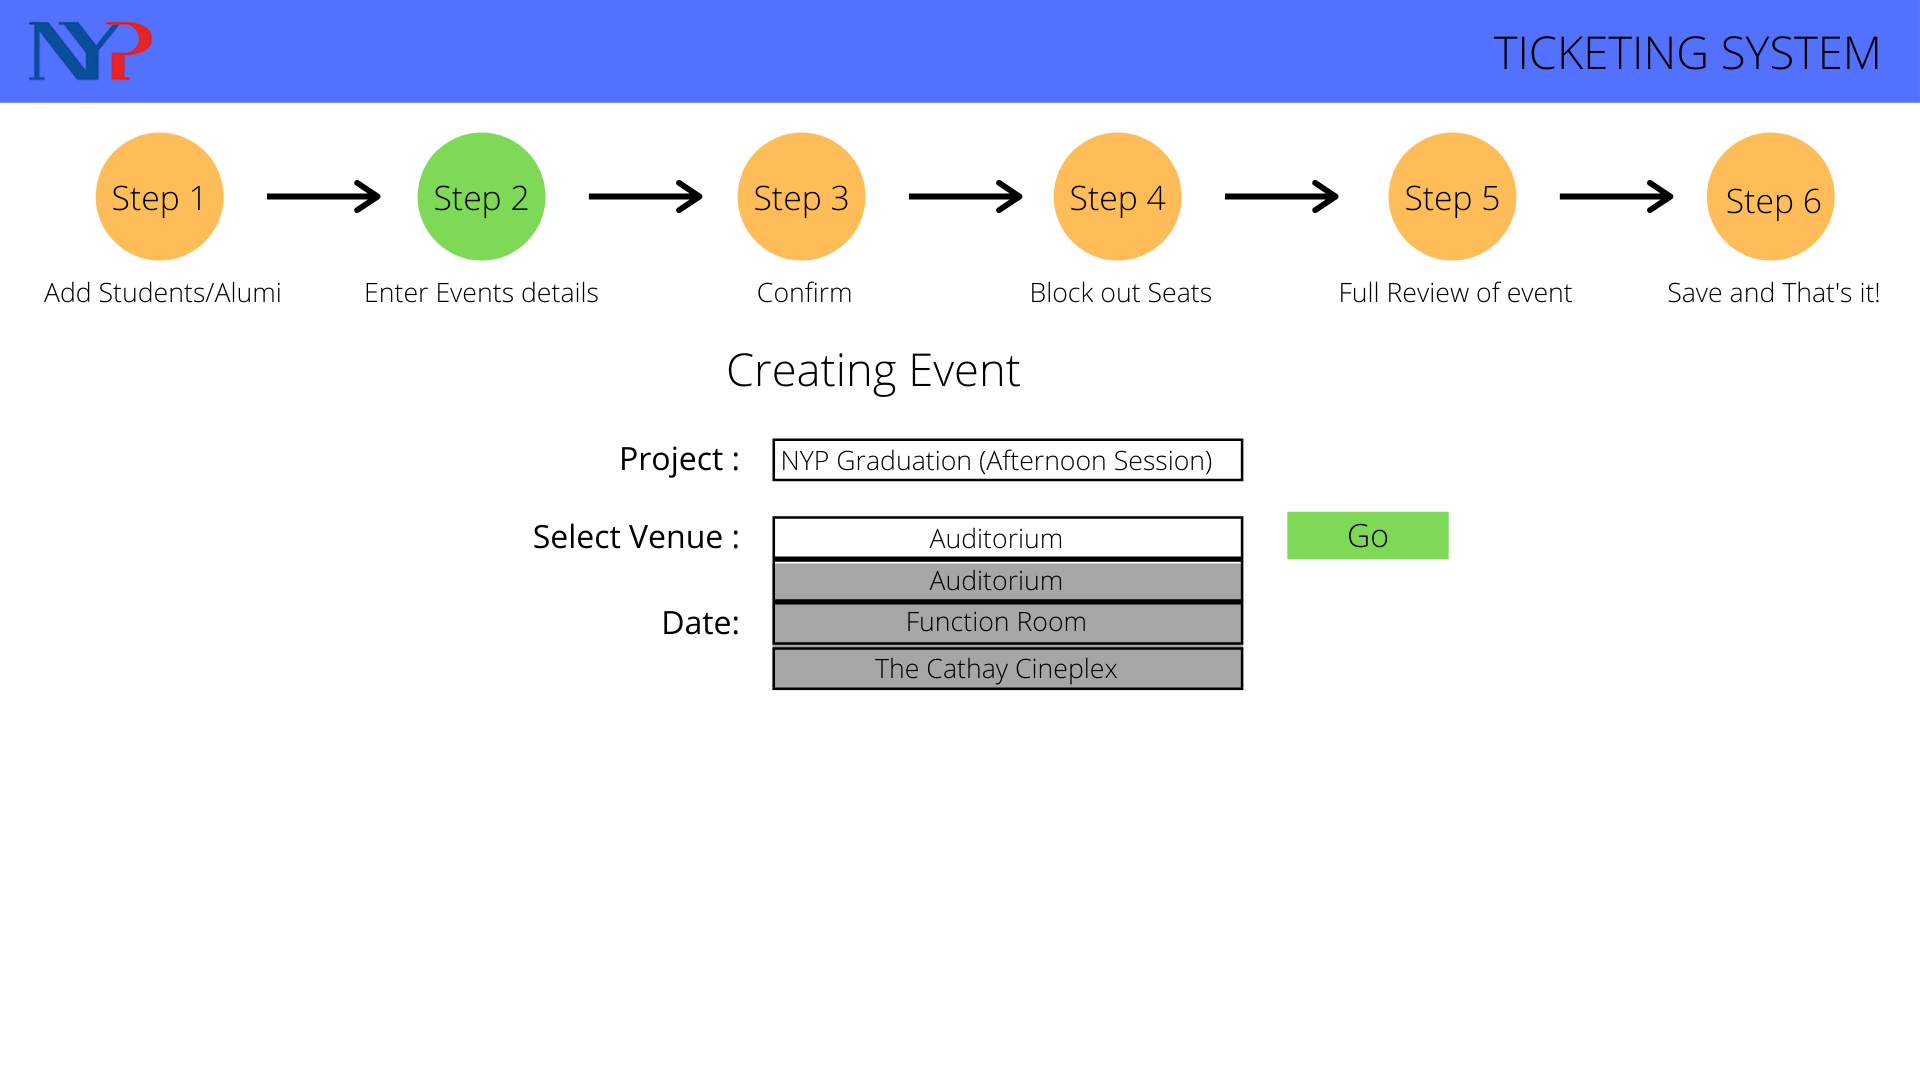 NYP
TICKETING SYSTEM
Step 1
Step 2
Step 3
Step 4
Step 5
Step 6
Add Students/Alumi
Enter Events details
Confirm
Block out Seats
Full Review of event
Save and That's it!
Creating Event
Project : NYP Graduation (Afternoon Session)
Select Venue : Auditorium Go
Auditorium
Date: Function Room
The Cathay Cineplex